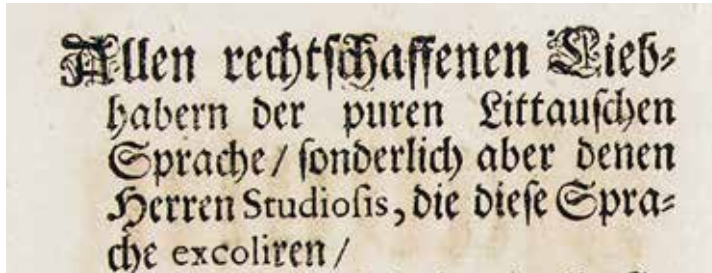 Allen rechtſchaffenen Lieb⸗
habern der puren Littauſchen
Sprache/ ſonderlich aber denen
Herren Studioſis, die dieſe Spra⸗
che excoliren/